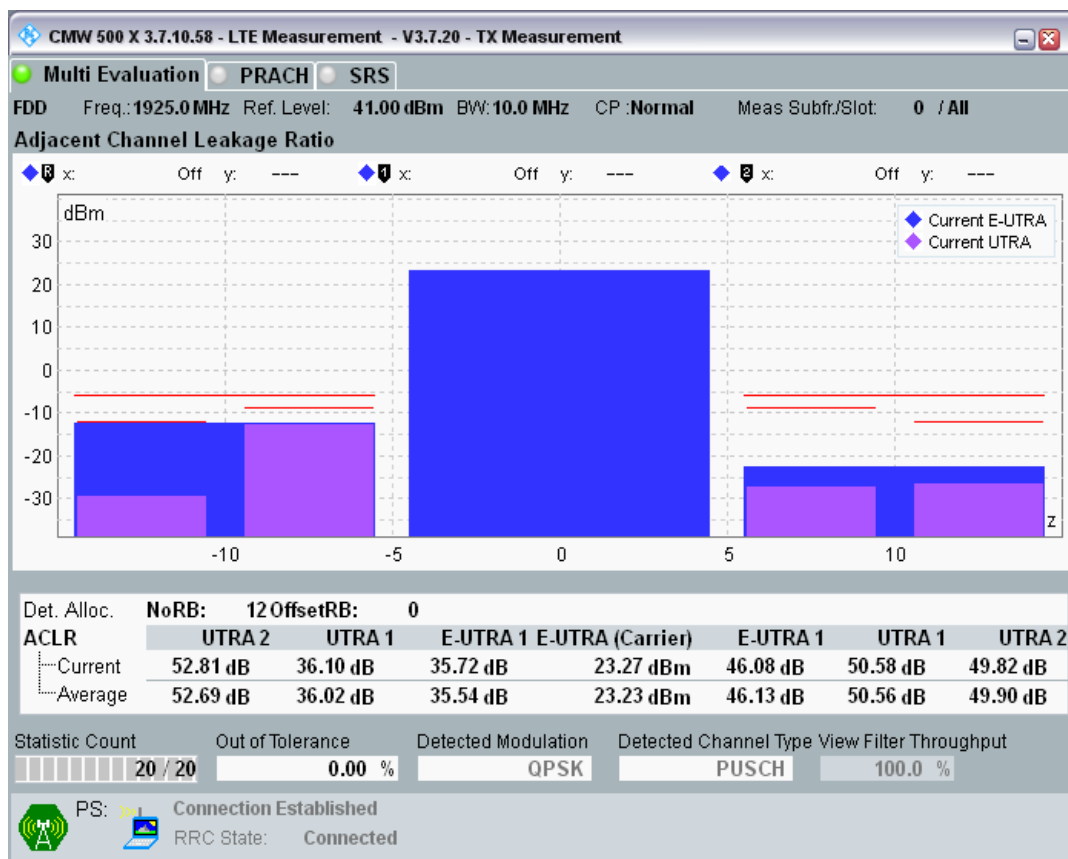 CMW 500 X 3.7.10.58 - LTE Measurement - V3.7.20 - TX Measurement
Multi Evaluation PRACH SRS
FDD Freq.: 1925.0 MHz Ref. Level: 41.00 dBm BW: 10.0 MHz CP : Normal Meas Subfr./Slot: 0 / All
Adjacent Channel Leakage Ratio
R x: Off y: --- 1 x: Off y: --- 2 x: Off y: ---
dBm
Current E-UTRA
Current UTRA
30
20
10
0
-10
-20
-30
z
-10 -5 0 5 10
Det. Alloc. NoRB: 12 OffsetRB: 0
ACLR UTRA 2 UTRA 1 E-UTRA 1 E-UTRA (Carrier) E-UTRA 1 UTRA 1 UTRA 2
Current 52.81 dB 36.10 dB 35.72 dB 23.27 dBm 46.08 dB 50.58 dB 49.82 dB
Average 52.69 dB 36.02 dB 35.54 dB 23.23 dBm 46.13 dB 50.56 dB 49.90 dB
Statistic Count Out of Tolerance Detected Modulation Detected Channel Type View Filter Throughput
20 / 20 0.00 % QPSK PUSCH 100.0 %
PS: Connection Established
RRC State: Connected